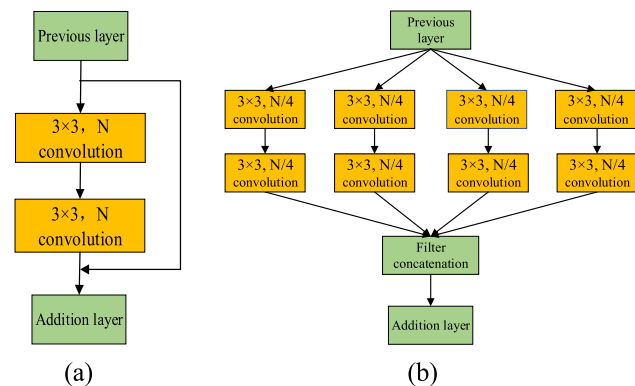 Previous layer
3×3，N
convolution
3×3，N
convolution
Addition layer
(a)
Previous
layer
3×3, N/4
convolution
3×3, N/4
convolution
3×3, N/4
convolution
3×3, N/4
convolution
3×3, N/4
convolution
3×3, N/4
convolution
3×3, N/4
convolution
3×3, N/4
convolution
Filter
concatenation
Addition layer
(b)